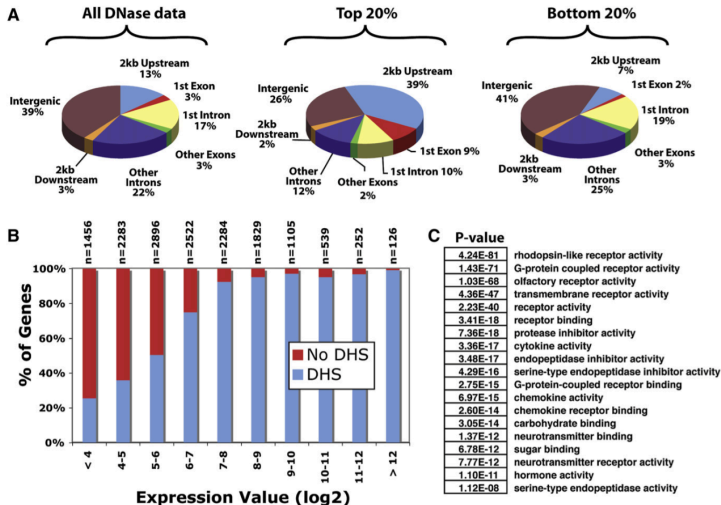 A
All DNase data
Top 20%
Bottom 20%
2kb Upstream
13%
1st Exon
3%
1st Intron
17%
Other Exons
3%
Other
Introns
22%
2kb
Downstream
3%
Intergenic
39%
2kb Upstream
39%
1st Exon 9%
1st Intron 10%
Other Exons
2%
Other
Introns
12%
2kb
Downstream
2%
Intergenic
26%
2kb Upstream
7%
1st Exon 2%
1st Intron
19%
Other Exons
3%
Other
Introns
25%
2kb
Downstream
3%
Intergenic
41%
B
n=1456
n=2283
n=2896
n=2522
n=2284
n=1829
n=1105
n=539
n=252
n=126
% of Genes
100%
80%
60%
40%
20%
0%
No DHS
DHS
< 4
4-5
5-6
6-7
7-8
8-9
9-10
10-11
11-12
> 12
Expression Value (log2)
C
P-value
4.24E-81 rhodopsin-like receptor activity
1.43E-71 G-protein coupled receptor activity
1.03E-68 olfactory receptor activity
4.36E-47 transmembrane receptor activity
2.23E-40 receptor activity
3.41E-18 receptor binding
7.36E-18 protease inhibitor activity
3.36E-17 cytokine activity
3.48E-17 endopeptidase inhibitor activity
4.29E-16 serine-type endopeptidase inhibitor activity
2.75E-15 G-protein-coupled receptor binding
6.97E-15 chemokine activity
2.60E-14 chemokine receptor binding
3.05E-14 carbohydrate binding
1.37E-12 neurotransmitter binding
6.78E-12 sugar binding
7.77E-12 neurotransmitter receptor activity
1.10E-11 hormone activity
1.12E-08 serine-type endopeptidase activity